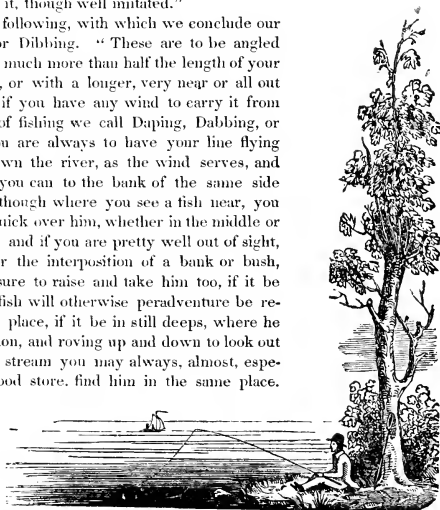 it, though well imitated."
following, with which we conclude our
or Dibbing. “ These are to be angled
much more than half the length of your
, or with a longer, very near or all out
if you have any wind to carry it from
of fishing we call Daping, Dabbing, or
u are always to have your line flying
wn the river, as the wind serves, and
you can to the bank of the same side
though where you see a fish near, you
uick over him, whether in the middle or
and if you are pretty well out of sight,
r the interposition of a bank or bush,
sure to raise and take him too, if it be
fish will otherwise peradventure be re-
place, if it be in still deeps, where he
on, and roving up and down to look out
stream you may always, almost, espe-
ood store. find him in the same place.